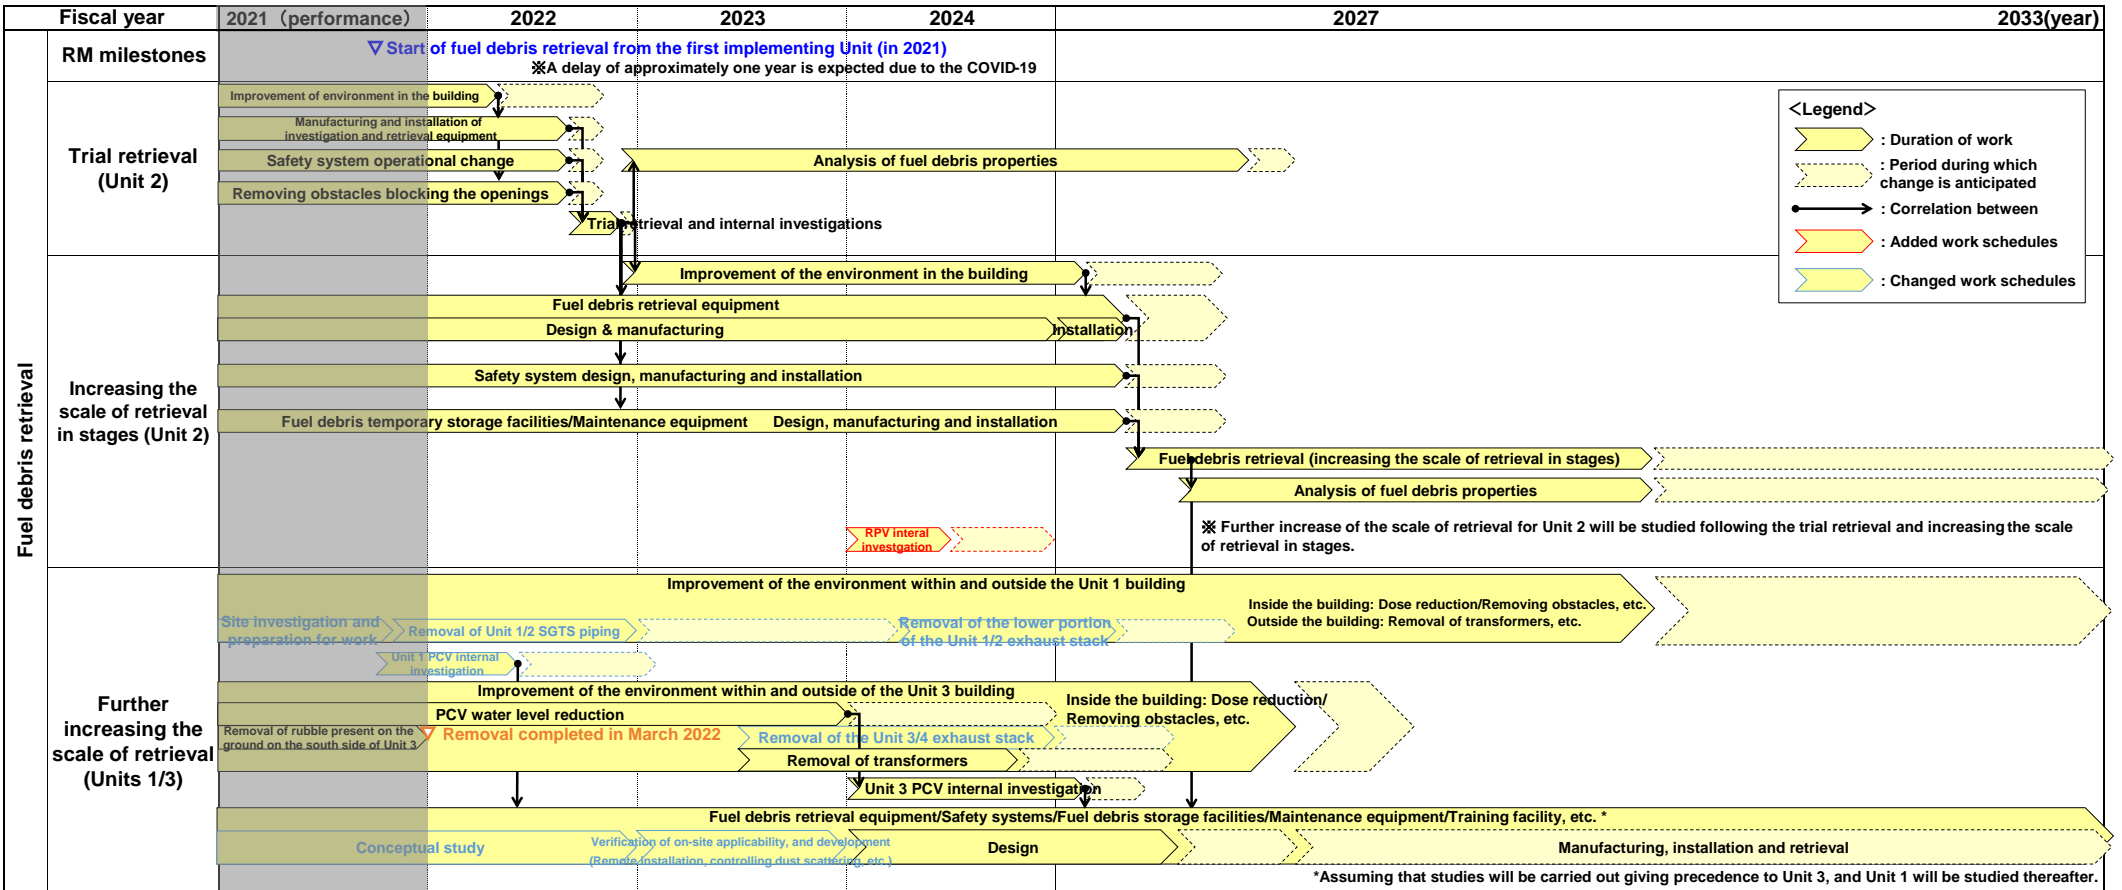 Fiscal year
2021（performance）
2022
2023
2024
2027
2033(year)
Fuel debris retrieval
RM milestones
▽Start of fuel debris retrieval from the first implementing Unit (in 2021)
※A delay of approximately one year is expected due to the COVID-19
Trial retrieval
(Unit 2)
Improvement of environment in the building
Manufacturing and installation of
investigation and retrieval equipment
Safety system operational change
Analysis of fuel debris properties
Removing obstacles blocking the openings
Trial retrieval and internal investigations
<Legend>
: Duration of work
: Period during which
change is anticipated
: Correlation between
: Added work schedules
: Changed work schedules
Increasing the
scale of retrieval
in stages (Unit 2)
Improvement of the environment in the building
Fuel debris retrieval equipment
Design & manufacturing
Installation
Safety system design, manufacturing and installation
Fuel debris temporary storage facilities/Maintenance equipment Design, manufacturing and installation
Fuel debris retrieval (increasing the scale of retrieval in stages)
Analysis of fuel debris properties
RPV interal
investgation
※ Further increase of the scale of retrieval for Unit 2 will be studied following the trial retrieval and increasing the scale
of retrieval in stages.
Further
increasing the
scale of retrieval
(Units 1/3)
Improvement of the environment within and outside the Unit 1 building
Inside the building: Dose reduction/Removing obstacles, etc.
Outside the building: Removal of transformers, etc.
Site investigation and
preparation for work
Removal of Unit 1/2 SGTS piping
Removal of the lower portion
of the Unit 1/2 exhaust stack
Unit 1 PCV internal
investigation
Improvement of the environment within and outside of the Unit 3 building
Inside the building: Dose reduction/
Removing obstacles, etc.
PCV water level reduction
Removal of rubble present on the
ground on the south side of Unit 3
▽ Removal completed in March 2022
Removal of the Unit 3/4 exhaust stack
Removal of transformers
Unit 3 PCV internal investigation
Fuel debris retrieval equipment/Safety systems/Fuel debris storage facilities/Maintenance equipment/Training facility, etc. *
Conceptual study
Verification of on-site applicability, and development
(Remote installation, controlling dust scattering, etc.)
Design
Manufacturing, installation and retrieval
*Assuming that studies will be carried out giving precedence to Unit 3, and Unit 1 will be studied thereafter.